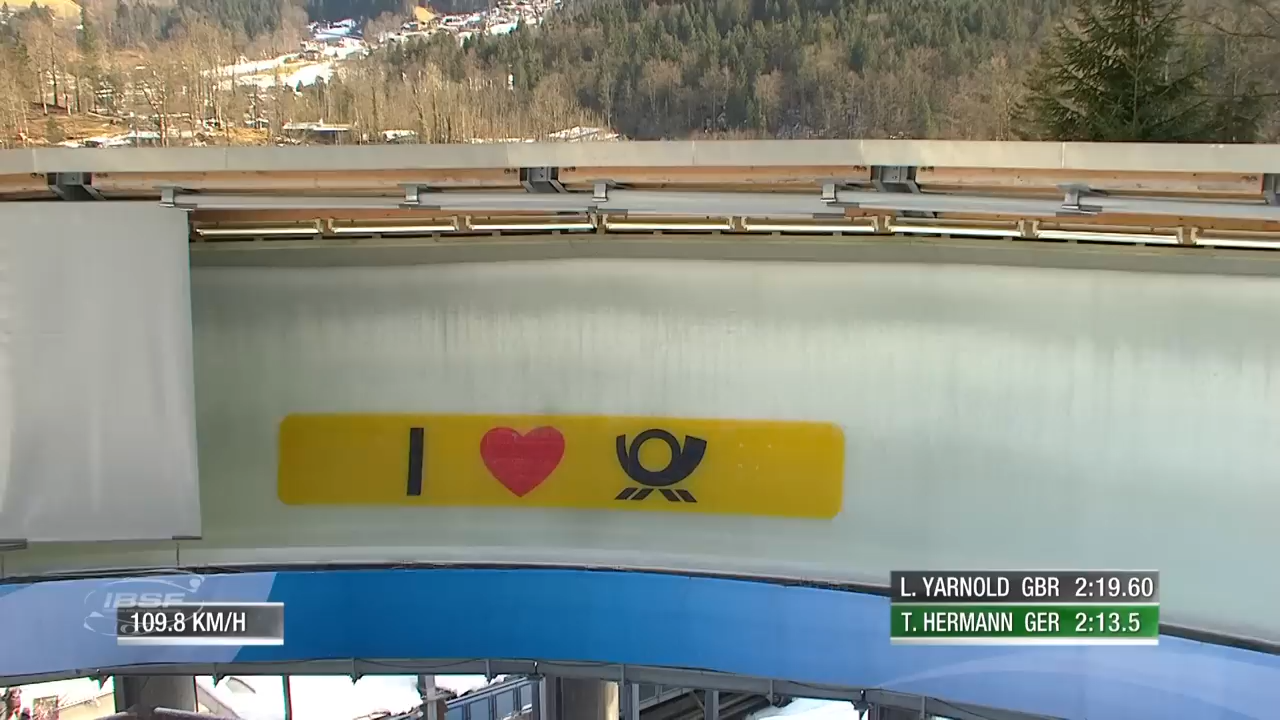 I
IBSF
109.8 KM/H
L. YARNOLD GBR 2:19.60
T. HERMANN GER 2:13.5